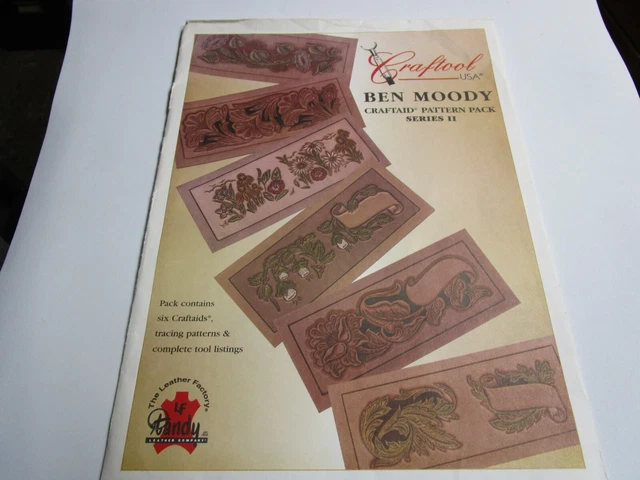 Craftool
USA®
BEN MOODY
CRAFTAID® PATTERN PACK
SERIES II
Pack contains
six Craftaids®,
tracing patterns &
complete tool listings
The Leather Factory®
LF
Tandy
LEATHER COMPANY